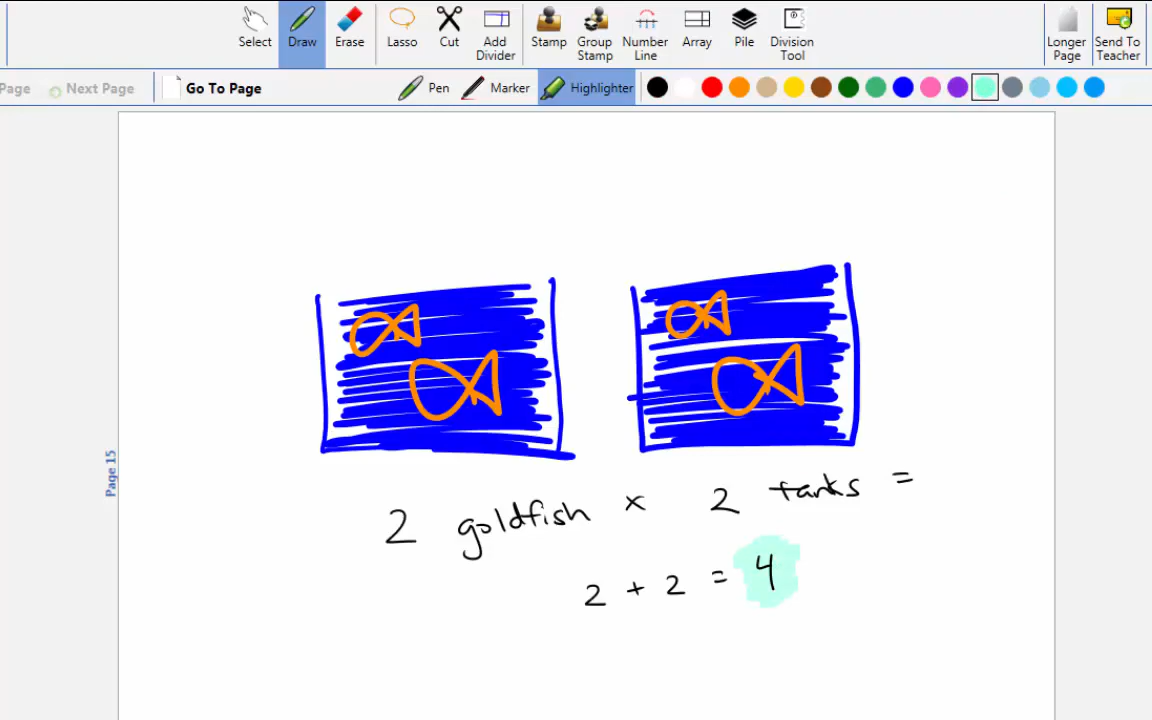 Select Draw Erase Lasso Cut Add Divider Stamp Group Stamp Number Line Array Pile Division Tool Longer Page Send To Teacher
Page Next Page Go To Page Pen Marker Highlighter
Page 15
2 goldfish x 2 tanks =
2 + 2 = 4